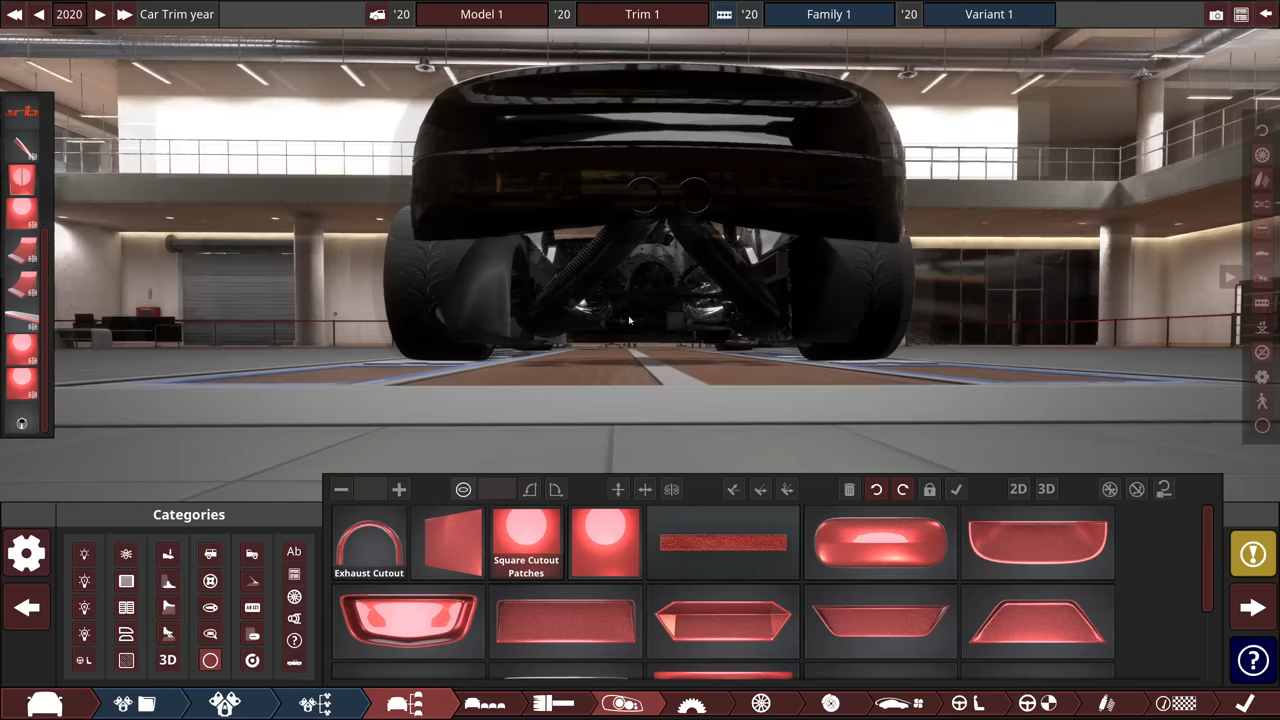 2020
Car Trim year
'20
Model 1
'20
Trim 1
'20
Family 1
'20
Variant 1
2D
3D
Categories
Ab
3D
L
Exhaust Cutout
Square Cutout
Patches
?
?
L